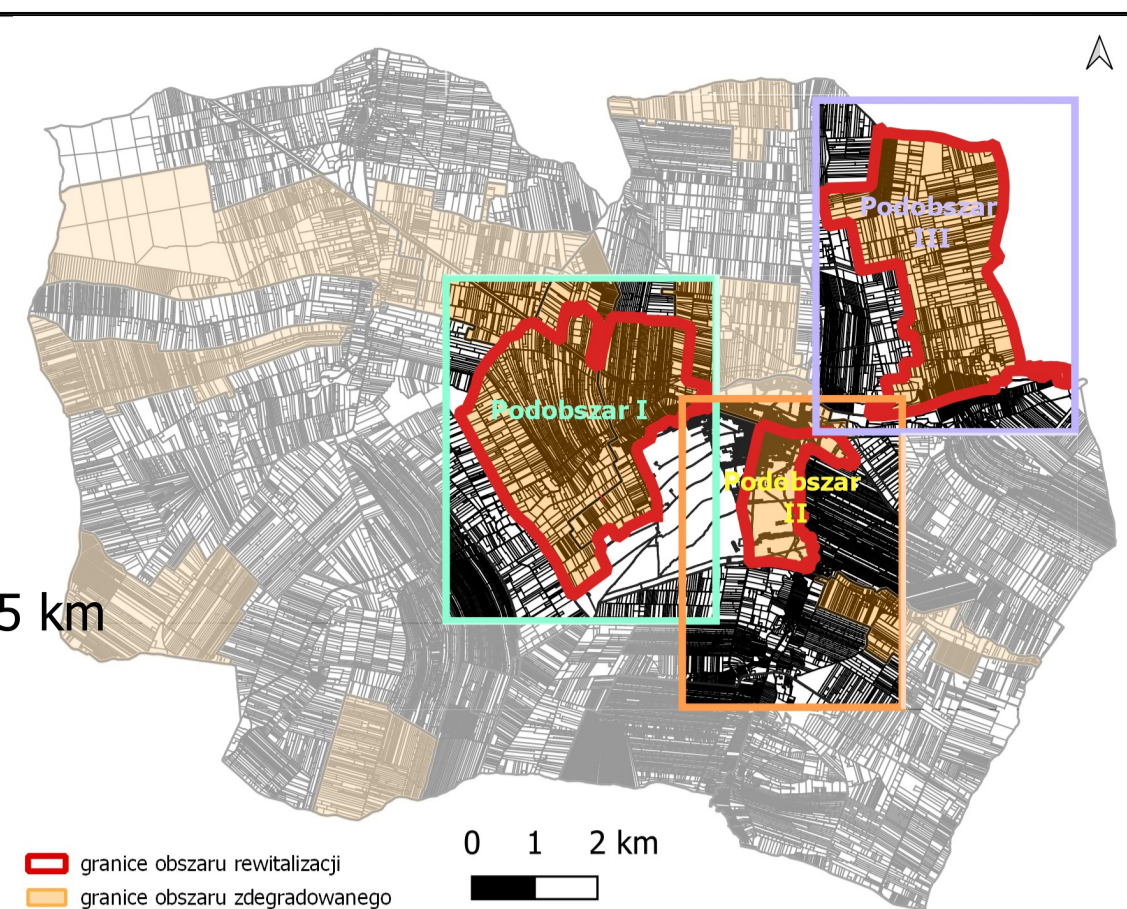 Podobszar
III
Podobszar I
Podobszar
II
5 km
0 1 2 km
granice obszaru rewitalizacji
granice obszaru zdegradowanego